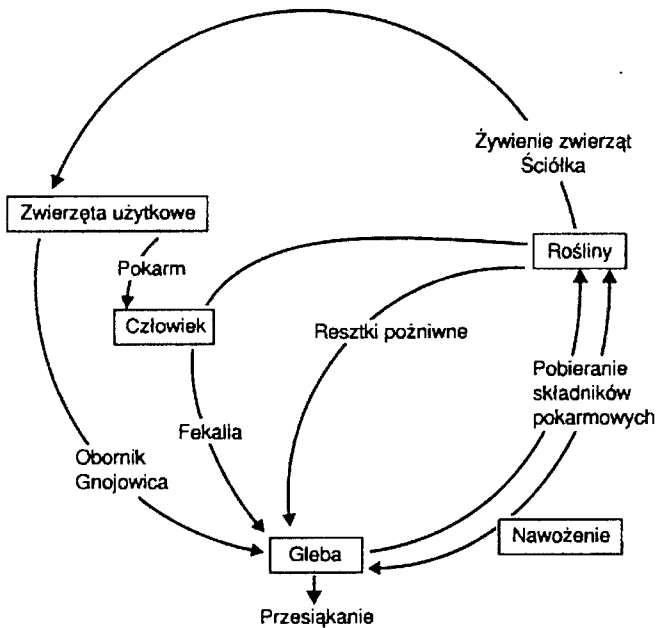 Żywienie zwierząt
Ściółka
Zwierzęta użytkowe
Rośliny
Pokarm
Człowiek
Resztki pożniwne
Pobieranie
składników
pokarmowych
Fekalia
Obornik
Gnojowica
Nawożenie
Gleba
Przesiąkanie